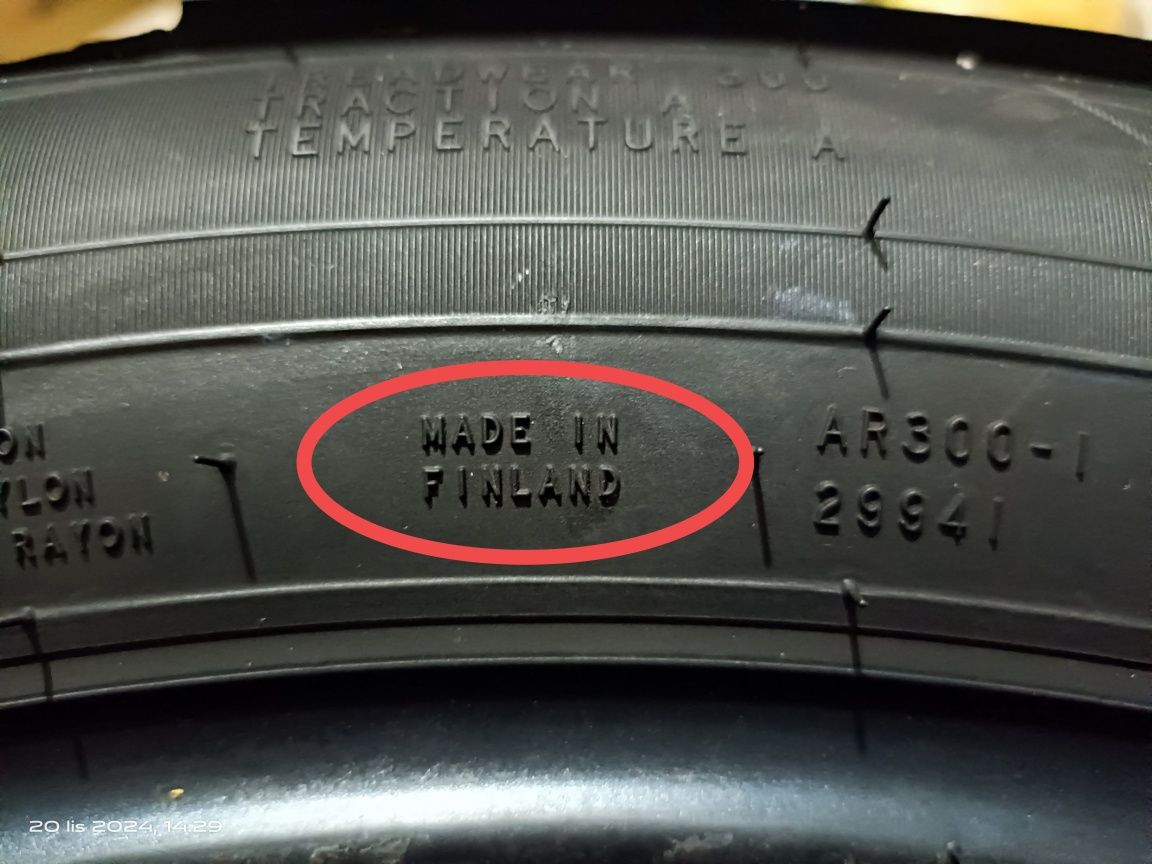 TREADWEAR 300
TRACTION A
TEMPERATURE A
MADE IN
FINLAND
AR300-1
29941
ON
YLON
RAYON
20 lis 2024, 14:29